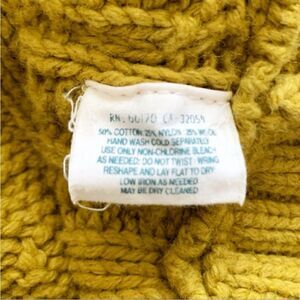 RN. 60170 CA 32054
50% COTTON 25% NYLON 25% WOOL
HAND WASH COLD SEPARATELY
USE ONLY NON-CHLORINE BLEACH
AS NEEDED: DO NOT TWIST WRING
RESHAPE AND LAY FLAT TO DRY
LOW IRON AS NEEDED
MAY BE DRY CLEANED